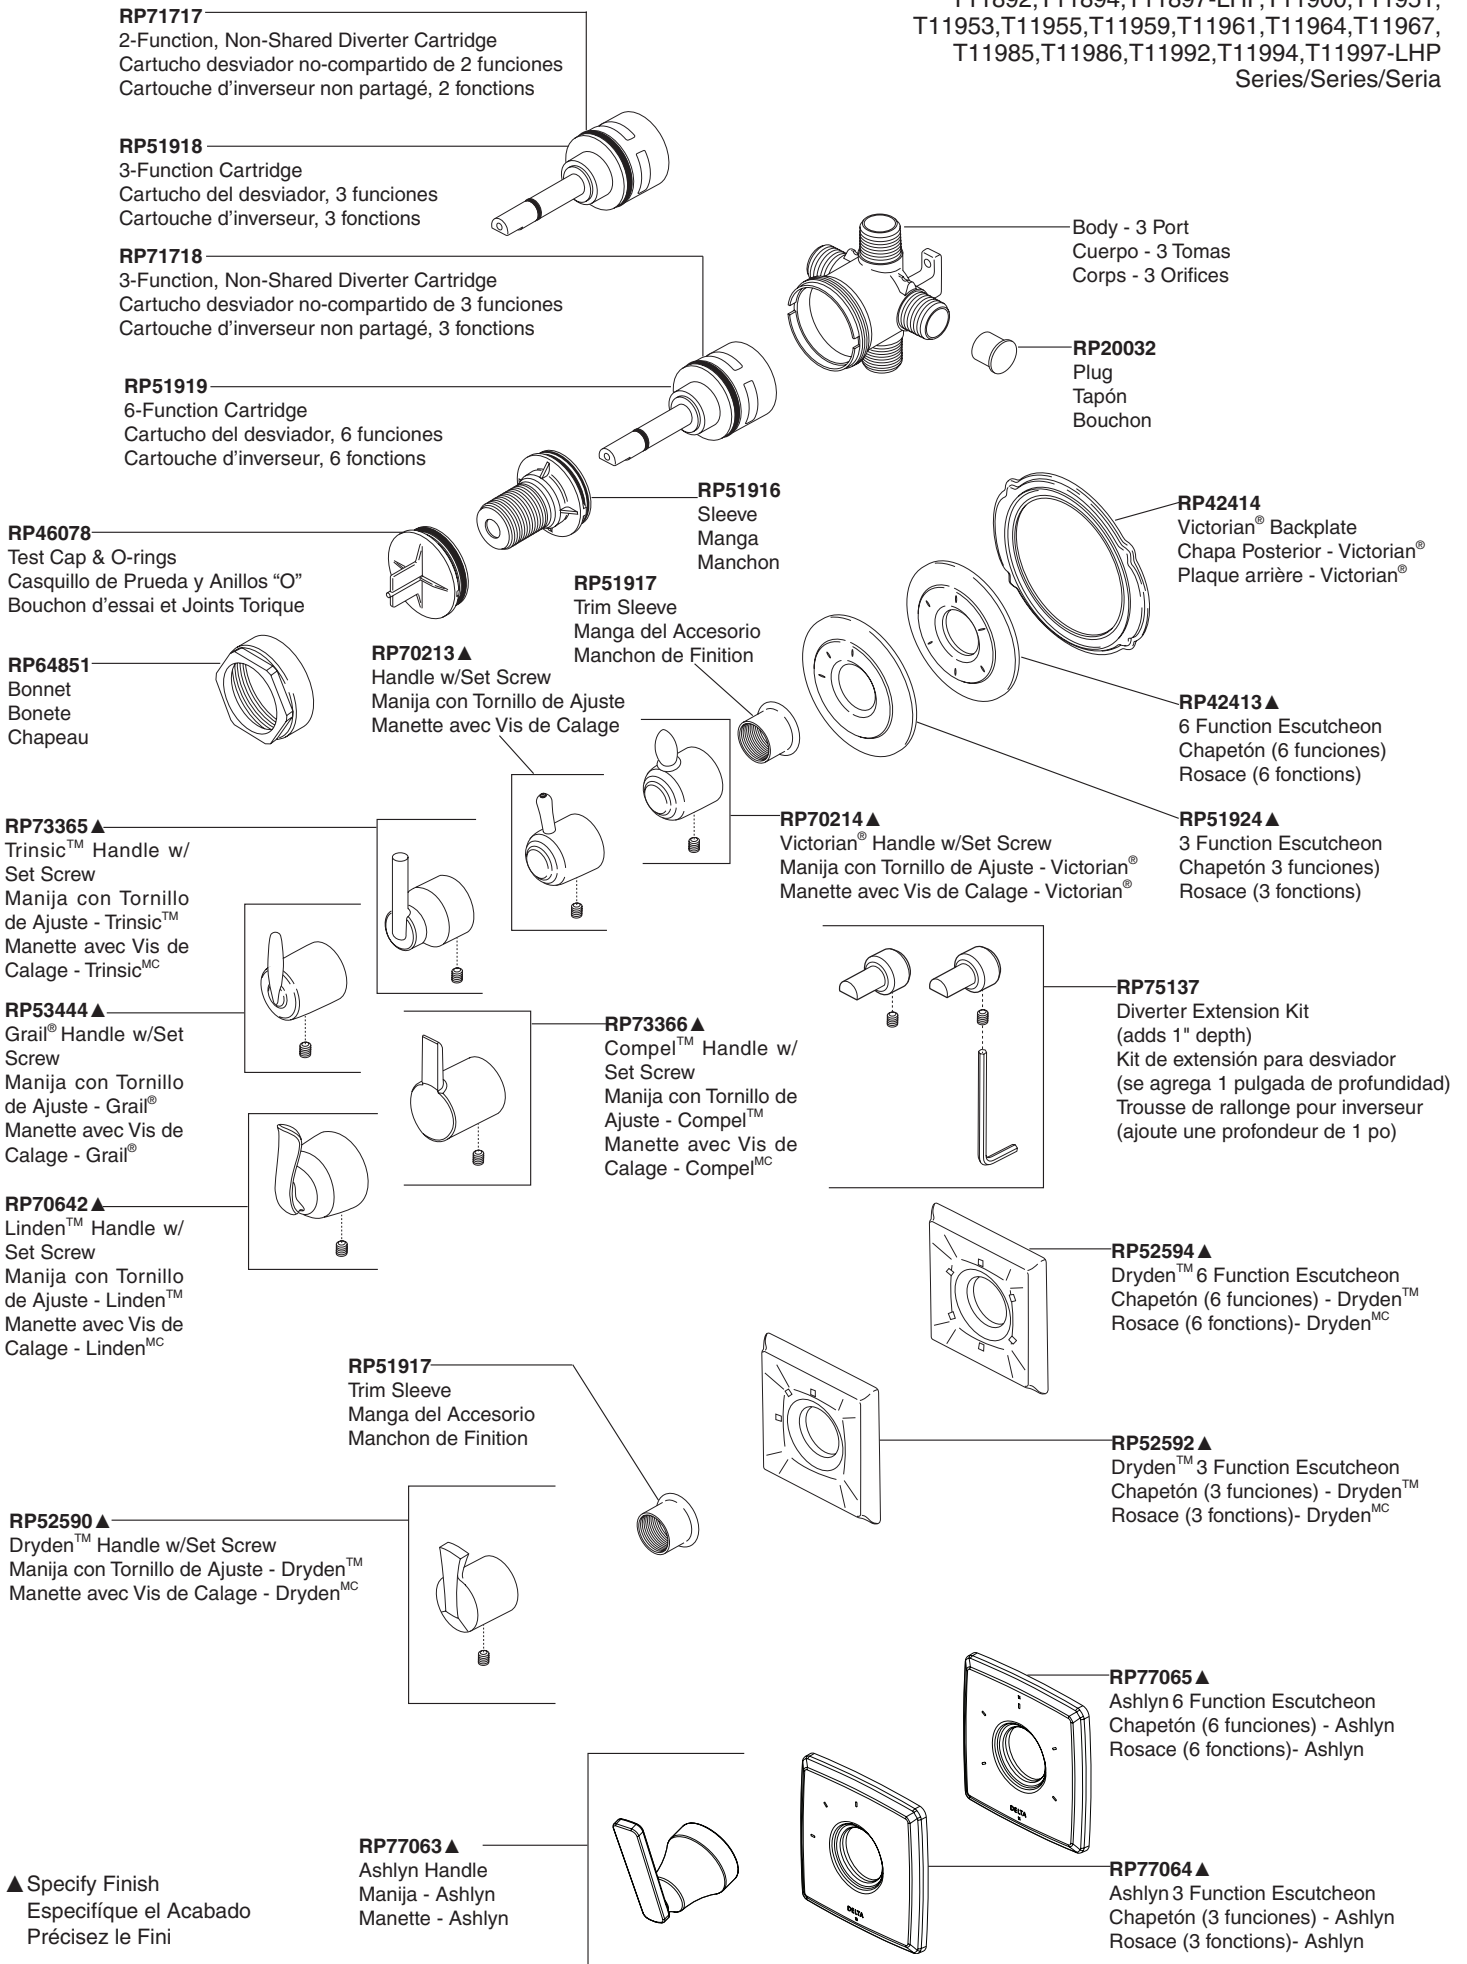 T11892,T11894,T11897-LHP,T11900,T11951,
T11953,T11955,T11959,T11961,T11964,T11967,
T11985,T11986,T11992,T11994,T11997-LHP
Series/Series/Seria
RP71717
2-Function, Non-Shared Diverter Cartridge
Cartucho desviador no-compartido de 2 funciones
Cartouche d’inverseur non partagé, 2 fonctions
RP51918
3-Function Cartridge
Cartucho del desviador, 3 funciones
Cartouche d’inverseur, 3 fonctions
RP71718
3-Function, Non-Shared Diverter Cartridge
Cartucho desviador no-compartido de 3 funciones
Cartouche d’inverseur non partagé, 3 fonctions
RP51919
6-Function Cartridge
Cartucho del desviador, 6 funciones
Cartouche d’inverseur, 6 fonctions
Body - 3 Port
Cuerpo - 3 Tomas
Corps - 3 Orifices
RP20032
Plug
Tapón
Bouchon
RP51916
Sleeve
Manga
Manchon
RP42414
Victorian® Backplate
Chapa Posterior - Victorian®
Plaque arrière - Victorian®
RP46078
Test Cap & O-rings
Casquillo de Prueda y Anillos “O”
Bouchon d’essai et Joints Torique
RP51917
Trim Sleeve
Manga del Accesorio
Manchon de Finition
RP64851
Bonnet
Bonete
Chapeau
RP70213▲
Handle w/Set Screw
Manija con Tornillo de Ajuste
Manette avec Vis de Calage
RP42413▲
6 Function Escutcheon
Chapetón (6 funciones)
Rosace (6 fonctions)
RP51924▲
3 Function Escutcheon
Chapetón 3 funciones)
Rosace (3 fonctions)
RP70214▲
Victorian® Handle w/Set Screw
Manija con Tornillo de Ajuste - Victorian®
Manette avec Vis de Calage - Victorian®
RP73365▲
Trinsic™ Handle w/
Set Screw
Manija con Tornillo
de Ajuste - Trinsic™
Manette avec Vis de
Calage - TrinsicMC
RP53444▲
Grail® Handle w/Set
Screw
Manija con Tornillo
de Ajuste - Grail®
Manette avec Vis de
Calage - Grail®
RP73366▲
Compel™ Handle w/
Set Screw
Manija con Tornillo de
Ajuste - Compel™
Manette avec Vis de
Calage - CompelMC
RP75137
Diverter Extension Kit
(adds 1" depth)
Kit de extensión para desviador
(se agrega 1 pulgada de profundidad)
Trousse de rallonge pour inverseur
(ajoute une profondeur de 1 po)
RP70642▲
Linden™ Handle w/
Set Screw
Manija con Tornillo
de Ajuste - Linden™
Manette avec Vis de
Calage - LindenMC
RP52594▲
Dryden™ 6 Function Escutcheon
Chapetón (6 funciones) - Dryden™
Rosace (6 fonctions)- DrydenMC
RP51917
Trim Sleeve
Manga del Accesorio
Manchon de Finition
RP52592▲
Dryden™ 3 Function Escutcheon
Chapetón (3 funciones) - Dryden™
Rosace (3 fonctions)- DrydenMC
RP52590▲
Dryden™ Handle w/Set Screw
Manija con Tornillo de Ajuste - Dryden™
Manette avec Vis de Calage - DrydenMC
RP77065▲
Ashlyn 6 Function Escutcheon
Chapetón (6 funciones) - Ashlyn
Rosace (6 fonctions)- Ashlyn
DELTA
RP77063▲
Ashlyn Handle
Manija - Ashlyn
Manette - Ashlyn
DELTA
RP77064▲
Ashlyn 3 Function Escutcheon
Chapetón (3 funciones) - Ashlyn
Rosace (3 fonctions)- Ashlyn
▲Specify Finish
Especifíque el Acabado
Précisez le Fini